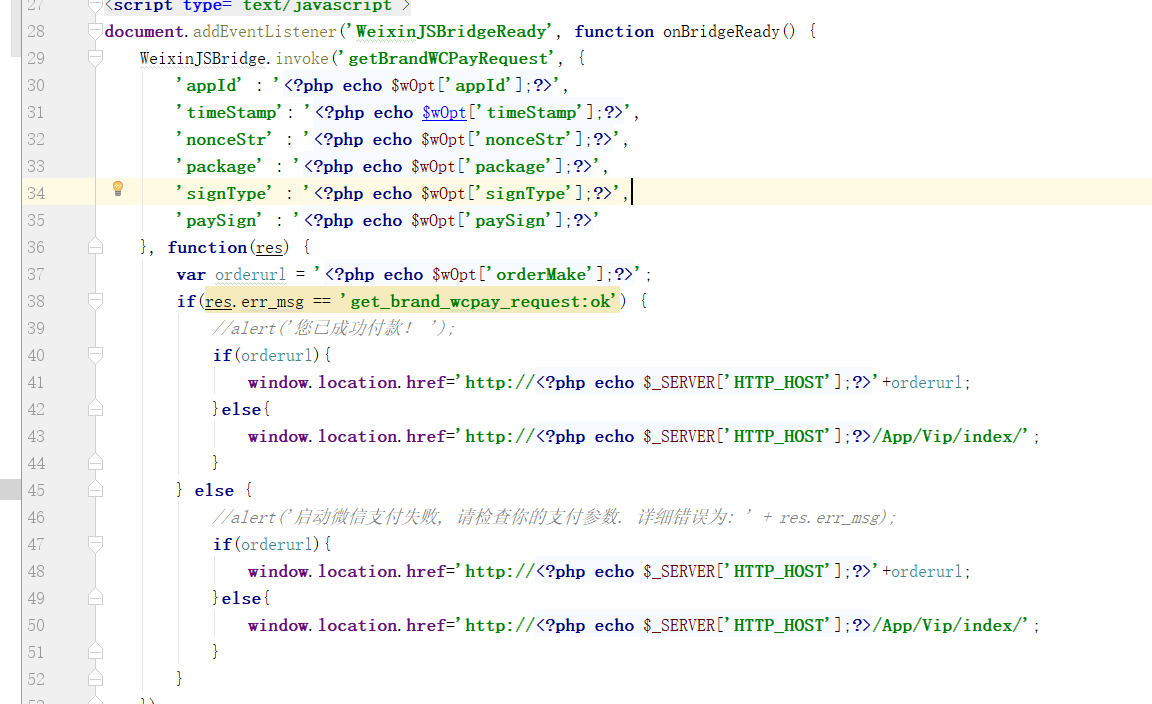 27 <script type= text/javascript >
28 document.addEventListener('WeixinJSBridgeReady', function onBridgeReady() {
29 WeixinJSBridge.invoke('getBrandWCPayRequest', {
30 'appId' : '<?php echo $wOpt['appId'];?>',
31 'timeStamp': '<?php echo $wOpt['timeStamp'];?>',
32 'nonceStr' : '<?php echo $wOpt['nonceStr'];?>',
33 'package' : '<?php echo $wOpt['package'];?>',
34 'signType' : '<?php echo $wOpt['signType'];?>',
35 'paySign' : '<?php echo $wOpt['paySign'];?>'
36 }, function(res) {
37 var orderurl = '<?php echo $wOpt['orderMake'];?>';
38 if(res.err_msg == 'get_brand_wcpay_request:ok') {
39 //alert('您已成功付款! ');
40 if(orderurl){
41 window.location.href='http://<?php echo $_SERVER['HTTP_HOST'];?>'+orderurl;
42 }else{
43 window.location.href='http://<?php echo $_SERVER['HTTP_HOST'];?>/App/Vip/index/';
44 }
45 } else {
46 //alert('启动微信支付失败, 请检查你的支付参数. 详细错误为: ' + res.err_msg);
47 if(orderurl){
48 window.location.href='http://<?php echo $_SERVER['HTTP_HOST'];?>'+orderurl;
49 }else{
50 window.location.href='http://<?php echo $_SERVER['HTTP_HOST'];?>/App/Vip/index/';
51 }
52 }